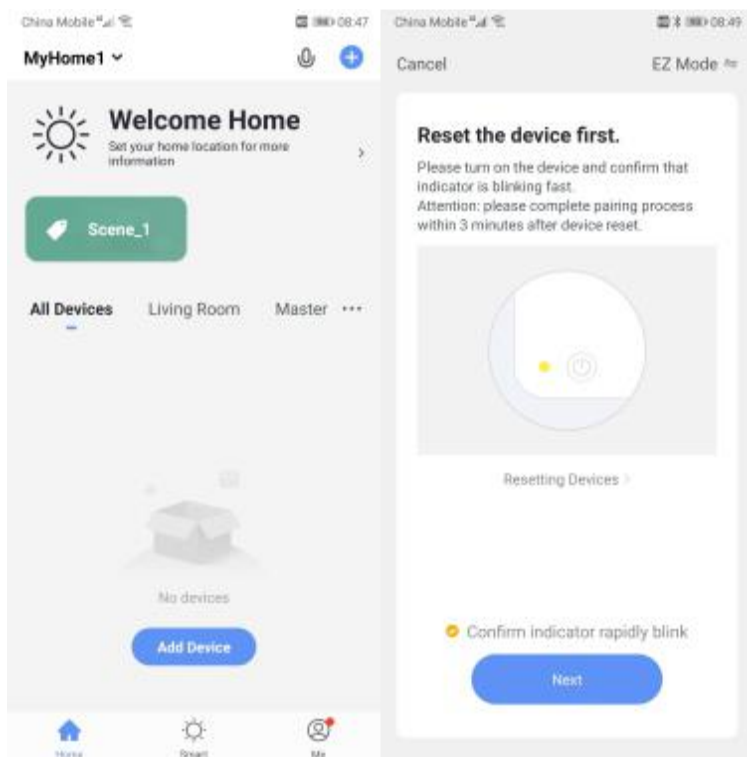 China Mobile
08:47
MyHome1
Welcome Home
Set your home location for more
information
Scene_1
All Devices
Living Room
Master
No devices
Add Device
Home
Smart
Me
China Mobile
08:49
Cancel
EZ Mode
Reset the device first.
Please turn on the device and confirm that
indicator is blinking fast.
Attention: please complete pairing process
within 3 minutes after device reset.
Resetting Devices
Confirm indicator rapidly blink
Next